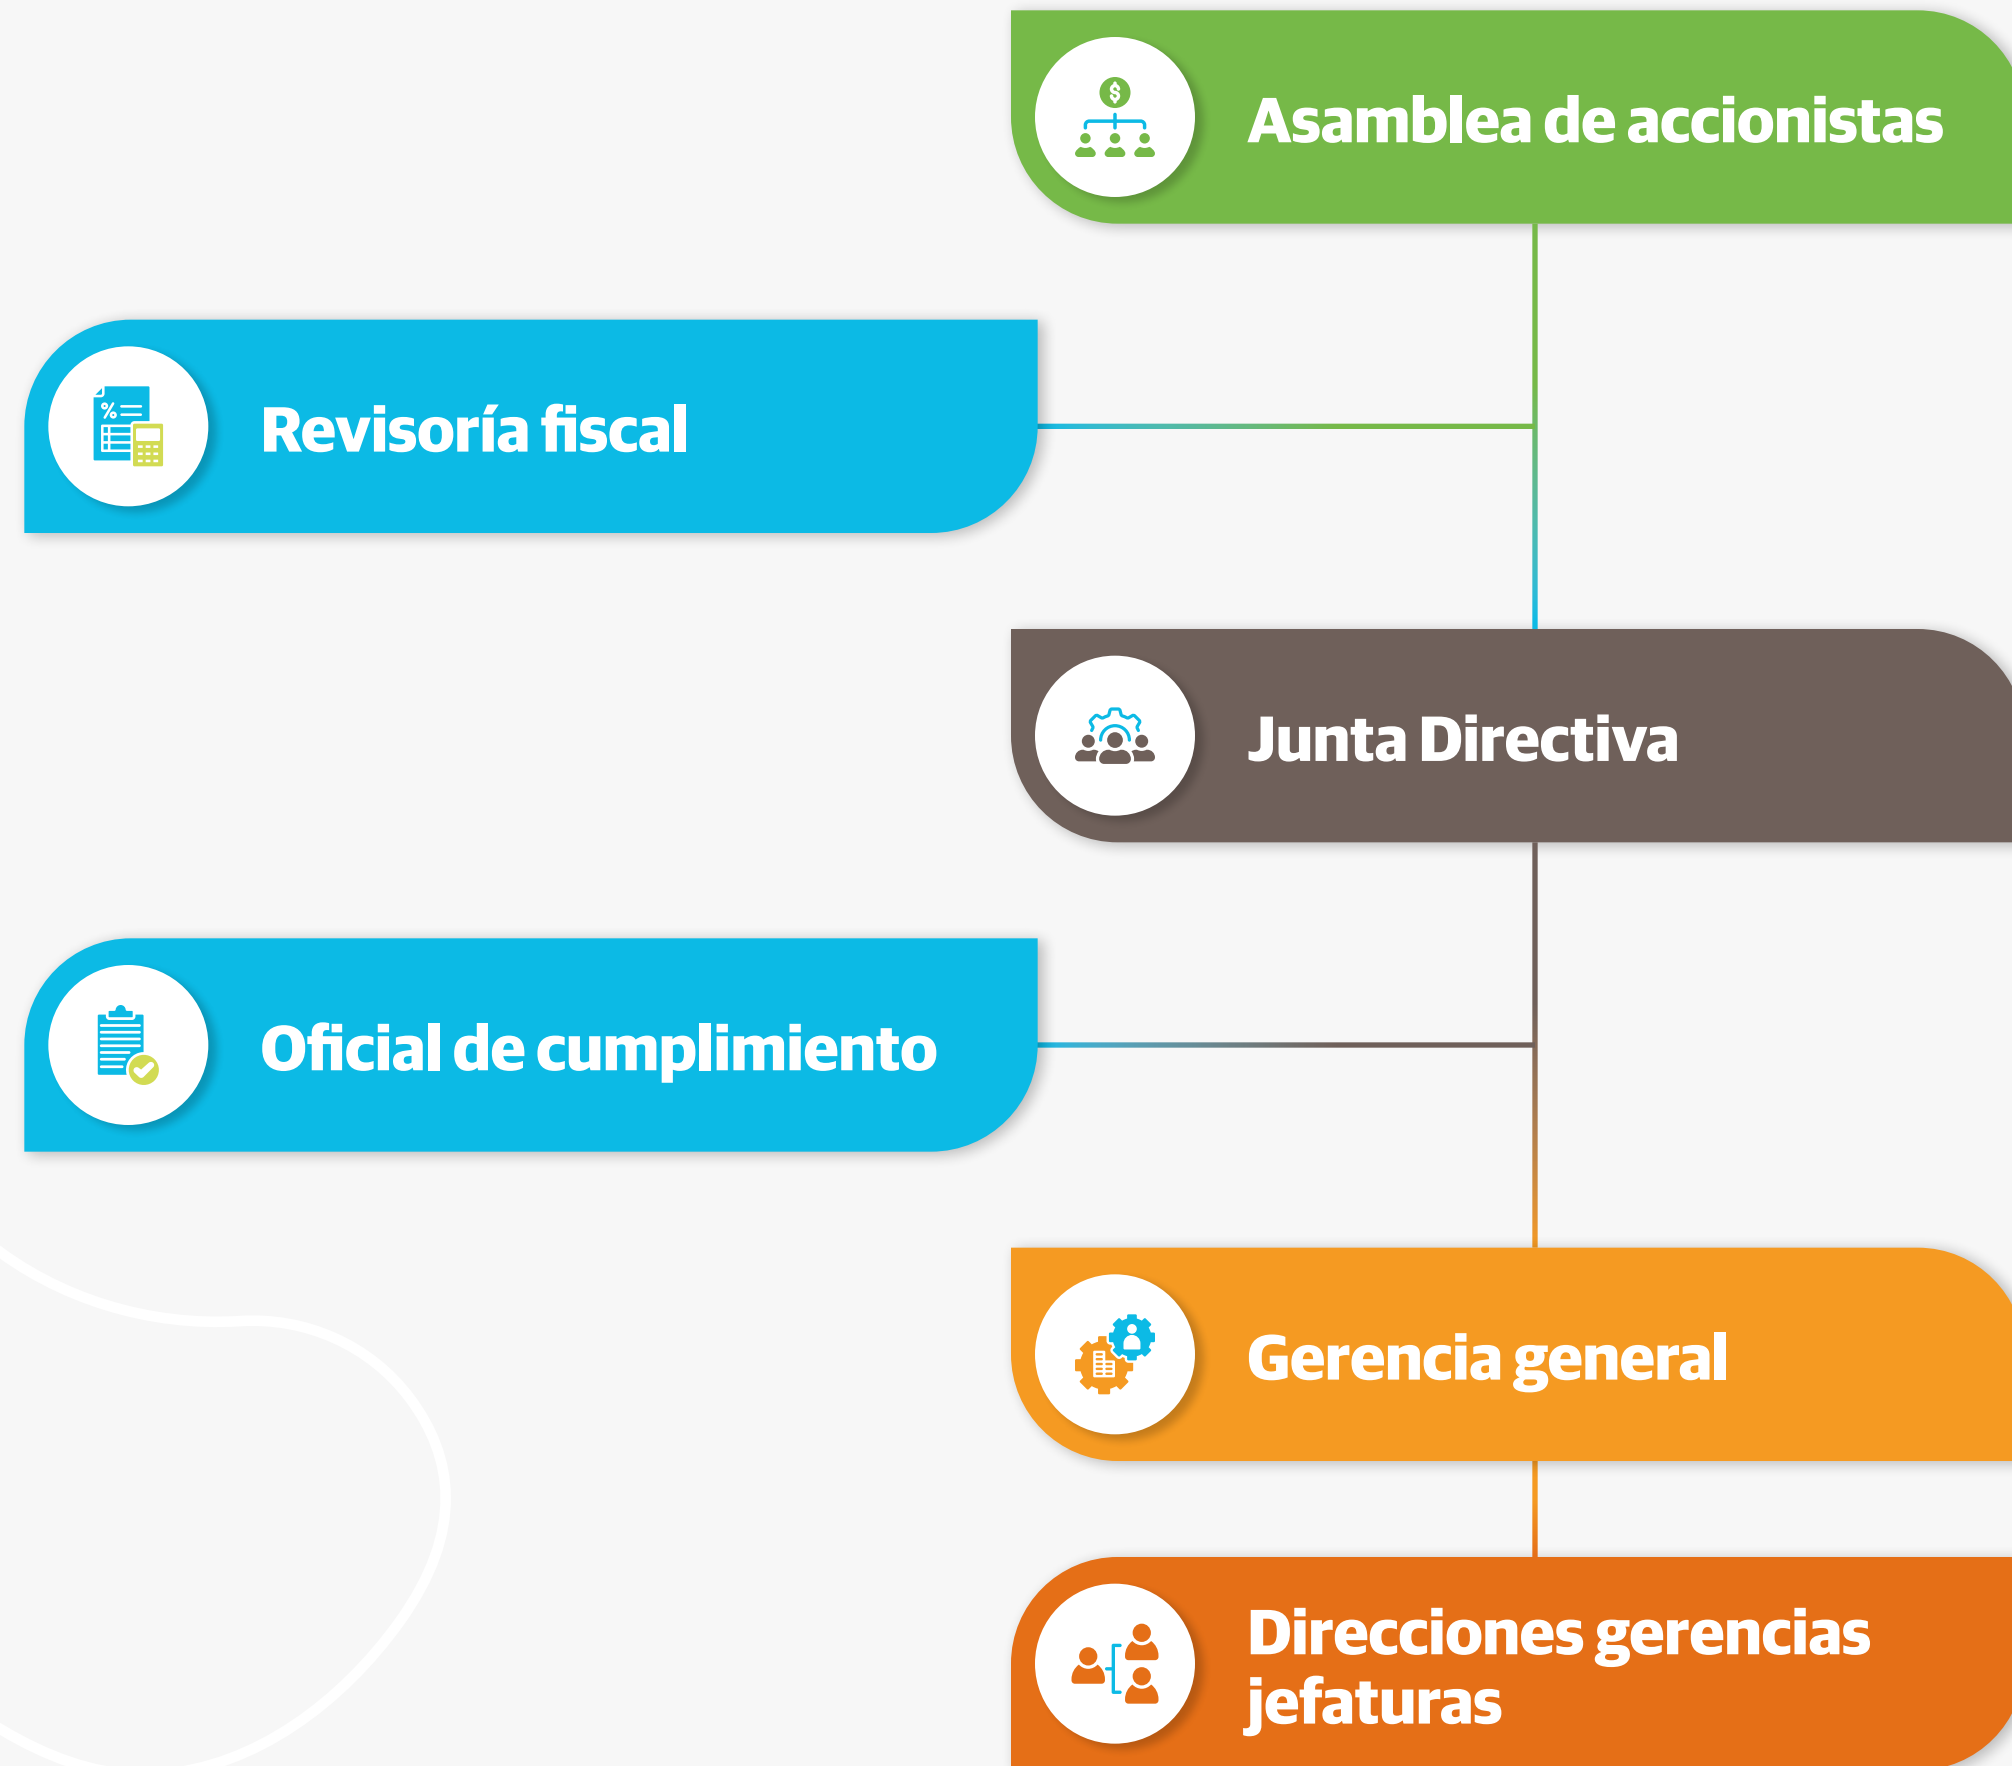 Asamblea de accionistas
Revisoría fiscal
Junta Directiva
Oficial de cumplimiento
Gerencia general
Direcciones gerencias
jefaturas